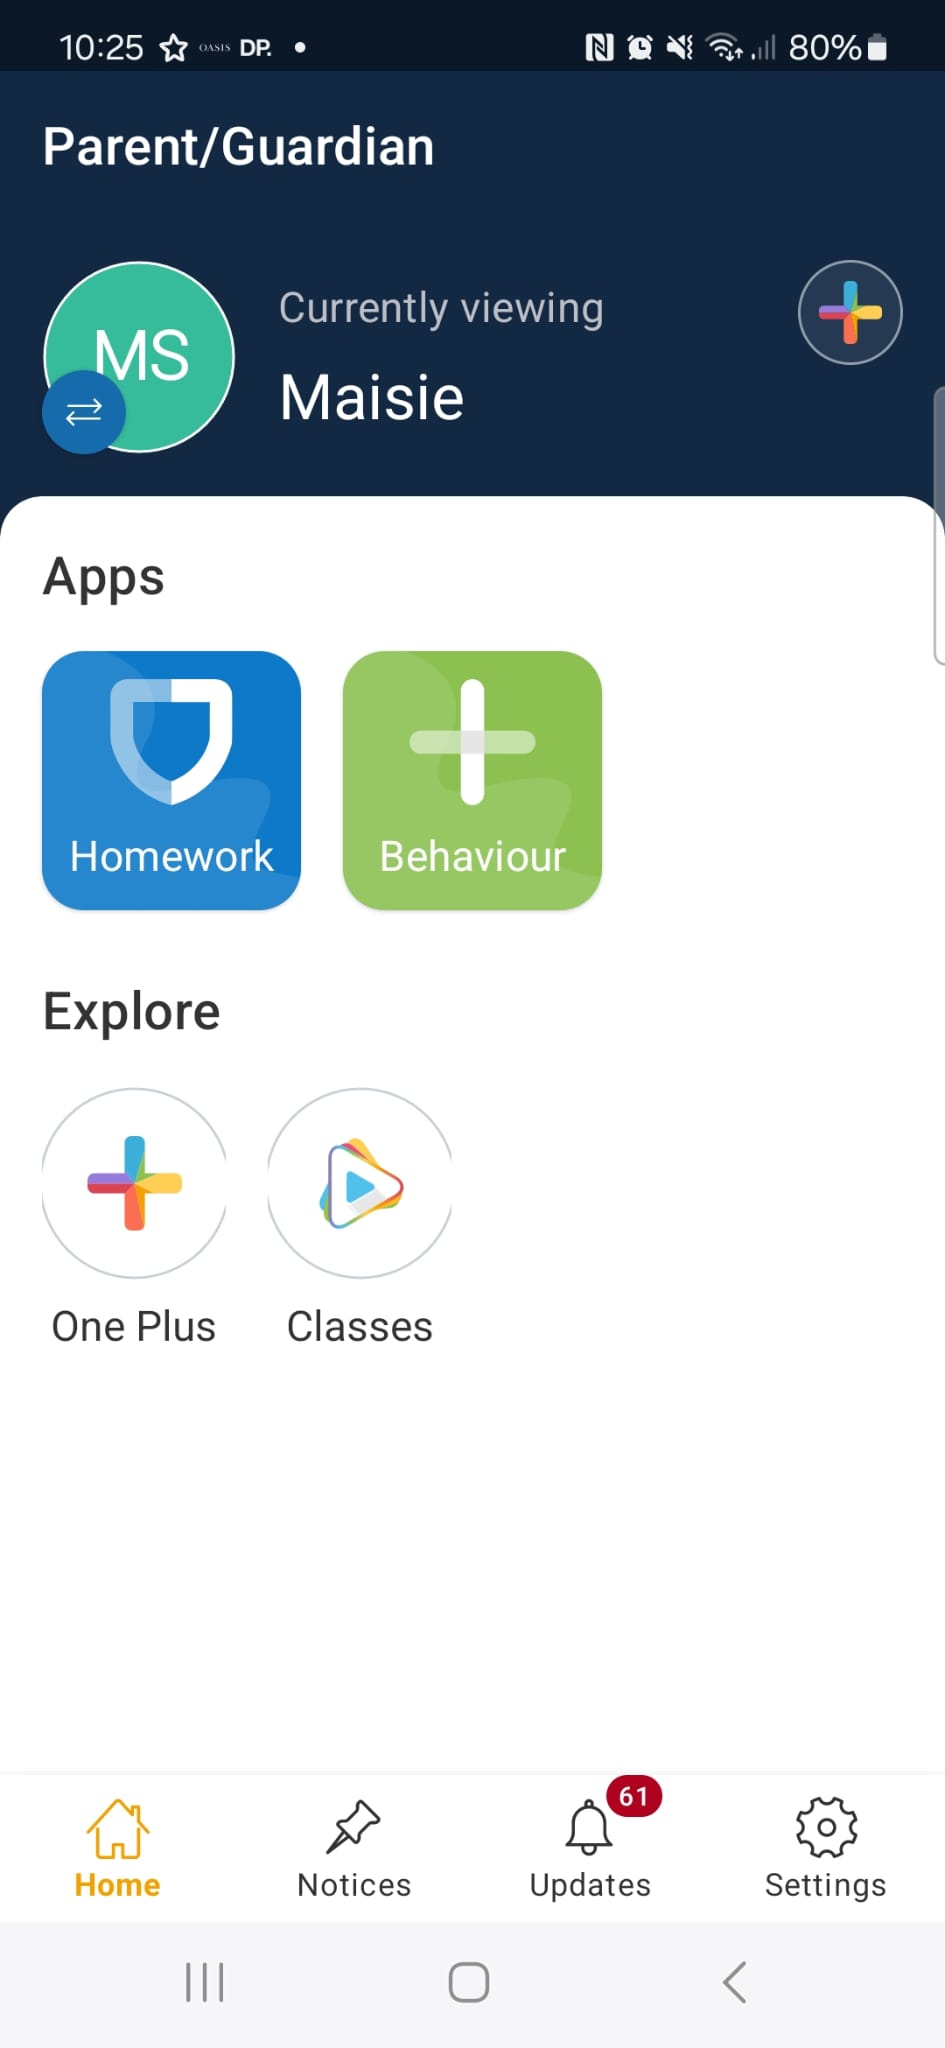 10:25 OASIS DP. 80%
Parent/Guardian
MS
Currently viewing
Maisie
Apps
Homework Behaviour
Explore
One Plus Classes
61
Home Notices Updates Settings